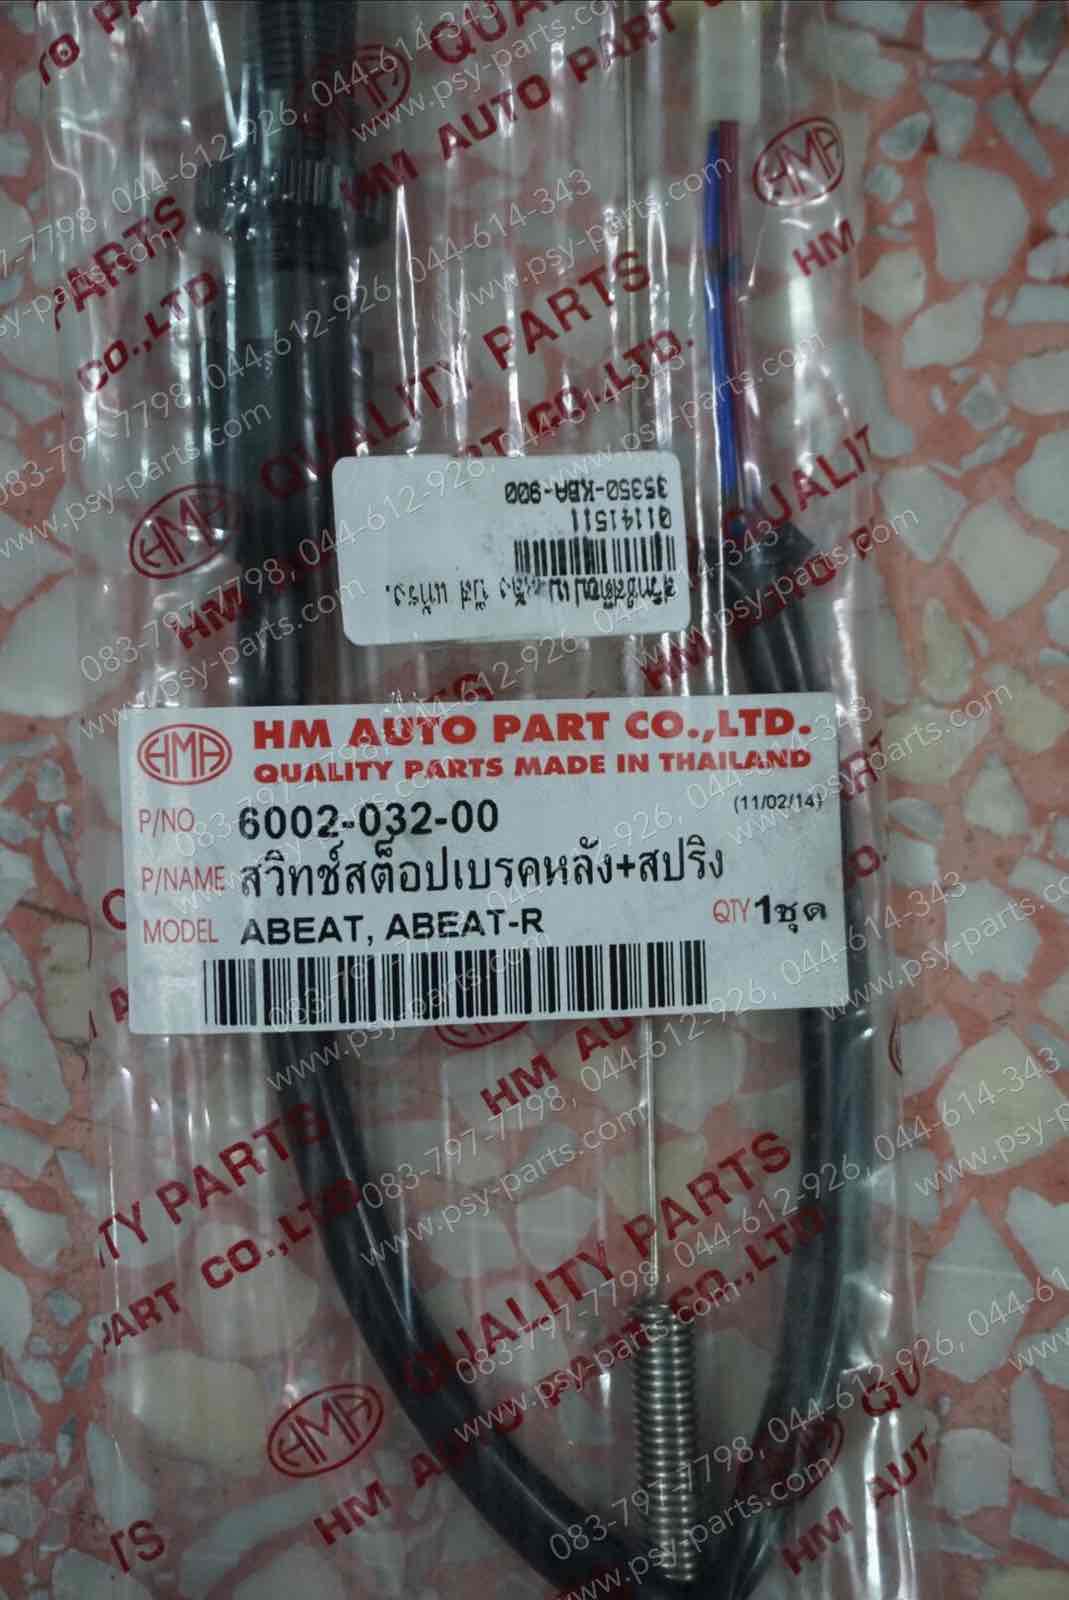 HM AUTO PART CO.,LTD.
QUALITY PARTS MADE IN THAILAND
HMA
P/NO. 6002-032-00 (11/02/14)
P/NAME สวิทช์สต็อปเบรคหลัง+สปริง
MODEL ABEAT, ABEAT-R QTY 1ชุด
35350-KBA-900
01141511
HMA
HM AUTO PART CO.,LTD.
QUALITY PARTS
083-797-7798, 044-612-926, 044-614-343
www.psy-parts.com